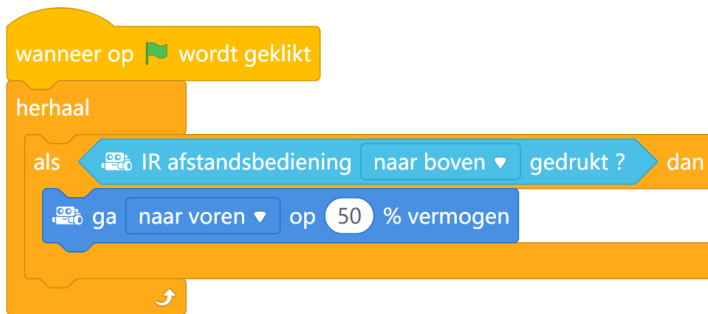 wanneer op wordt geklikt
herhaal
als IR afstandsbediening naar boven gedrukt ? dan
ga naar voren op 50 % vermogen